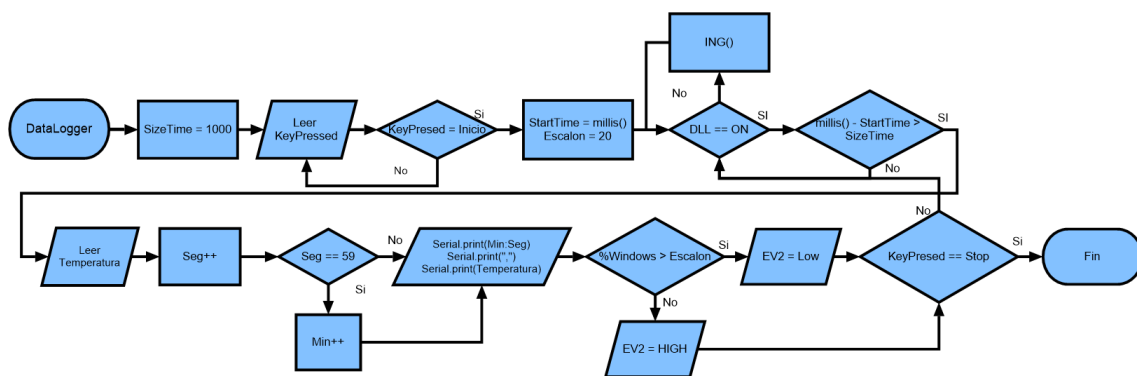 ING()
No
DataLogger
SizeTime = 1000
Leer
KeyPressed
KeyPresed = Inicio
Si
No
StartTime = millis()
Escalon = 20
DLL == ON
SI
millis() - StartTime >
SizeTime
SI
No
Leer
Temperatura
Seg++
Seg == 59
No
Si
Min++
Serial.print(Min:Seg)
Serial.print(",")
Serial.print(Temperatura)
%Windows > Escalon
Si
No
EV2 = Low
EV2 = HIGH
KeyPresed == Stop
No
Si
Fin